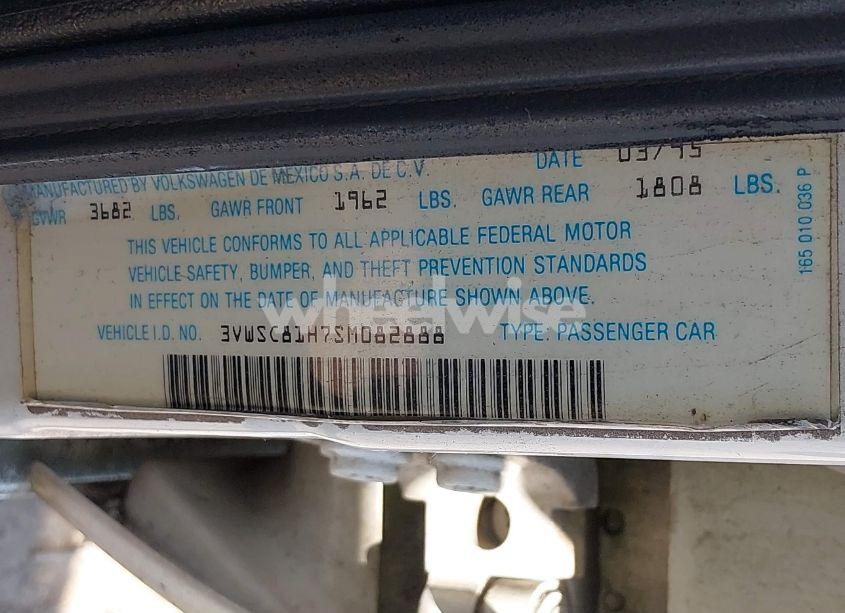 MANUFACTURED BY VOLKSWAGEN DE MEXICO S.A. DE C.V. DATE 03/95
GVWR 3682 LBS. GAWR FRONT 1962 LBS. GAWR REAR 1808 LBS.
THIS VEHICLE CONFORMS TO ALL APPLICABLE FEDERAL MOTOR
VEHICLE SAFETY, BUMPER, AND THEFT PREVENTION STANDARDS
IN EFFECT ON THE DATE OF MANUFACTURE SHOWN ABOVE.
VEHICLE I.D. NO. 3VWSC81H7SM082888 TYPE: PASSENGER CAR
165 010 036 P
wheelwise